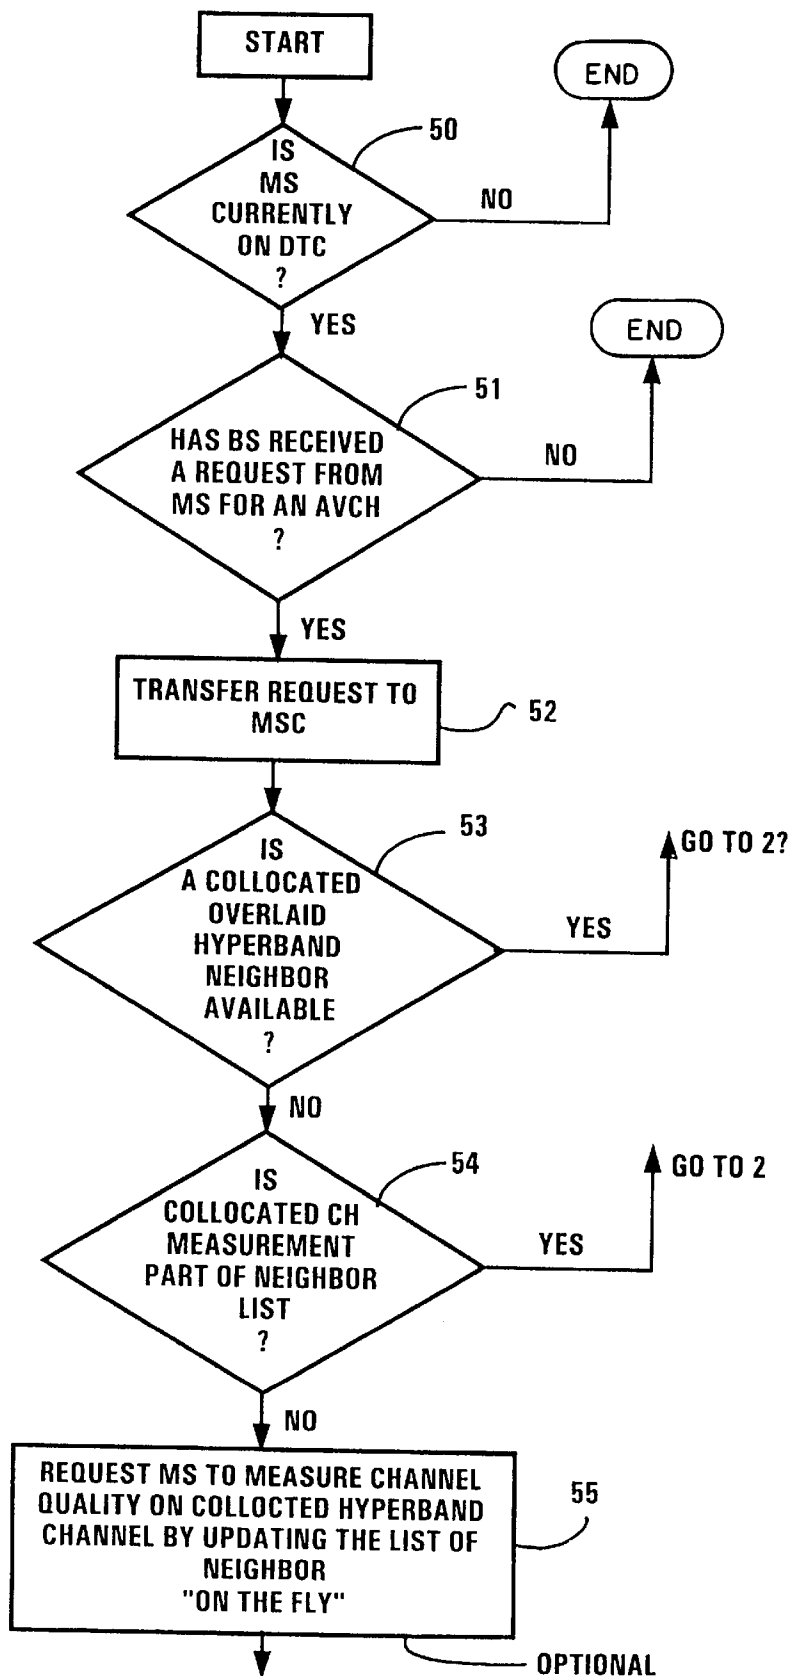 START
END
50
IS
MS
CURRENTLY
ON DTC
?
NO
YES
END
51
HAS BS RECEIVED
A REQUEST FROM
MS FOR AN AVCH
?
NO
YES
TRANSFER REQUEST TO
MSC
52
53
IS
A COLLOCATED
OVERLAID
HYPERBAND
NEIGHBOR
AVAILABLE
?
YES
GO TO 2?
NO
54
IS
COLLOCATED CH
MEASUREMENT
PART OF NEIGHBOR
LIST
?
YES
GO TO 2
NO
REQUEST MS TO MEASURE CHANNEL
QUALITY ON COLLOCTED HYPERBAND
CHANNEL BY UPDATING THE LIST OF
NEIGHBOR
"ON THE FLY"
55
OPTIONAL